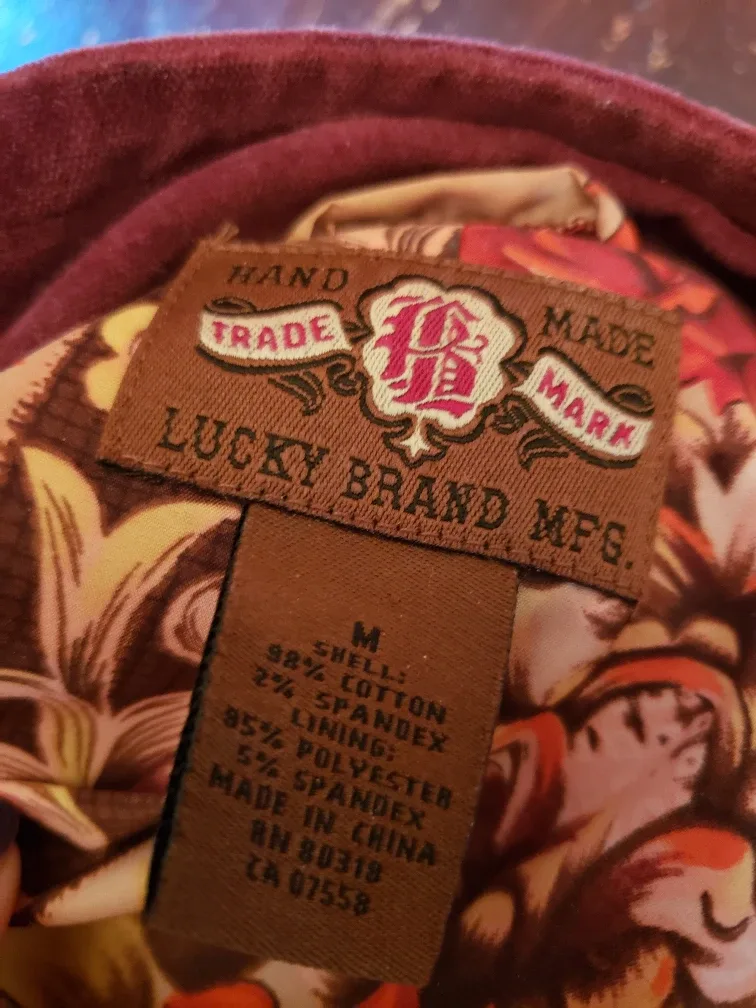 HAND MADE
TRADE MARK
LUCKY BRAND MFG.
M
SHELL:
98% COTTON
2% SPANDEX
LINING:
95% POLYESTER
5% SPANDEX
MADE IN CHINA
RN 80318
CA 07558